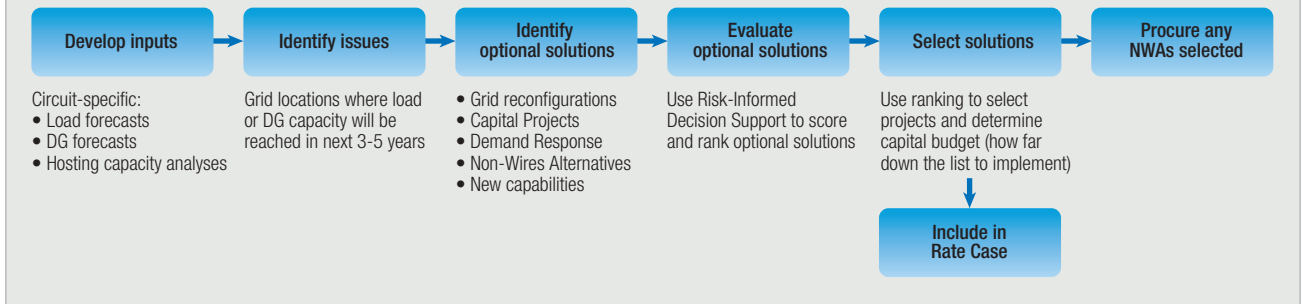 Develop inputs
Circuit-specific:
• Load forecasts
• DG forecasts
• Hosting capacity analyses
Identify issues
Grid locations where load
or DG capacity will be
reached in next 3-5 years
Identify
optional solutions
• Grid reconfigurations
• Capital Projects
• Demand Response
• Non-Wires Alternatives
• New capabilities
Evaluate
optional solutions
Use Risk-Informed
Decision Support to score
and rank optional solutions
Select solutions
Use ranking to select
projects and determine
capital budget (how far
down the list to implement)
Include in
Rate Case
Procure any
NWAs selected